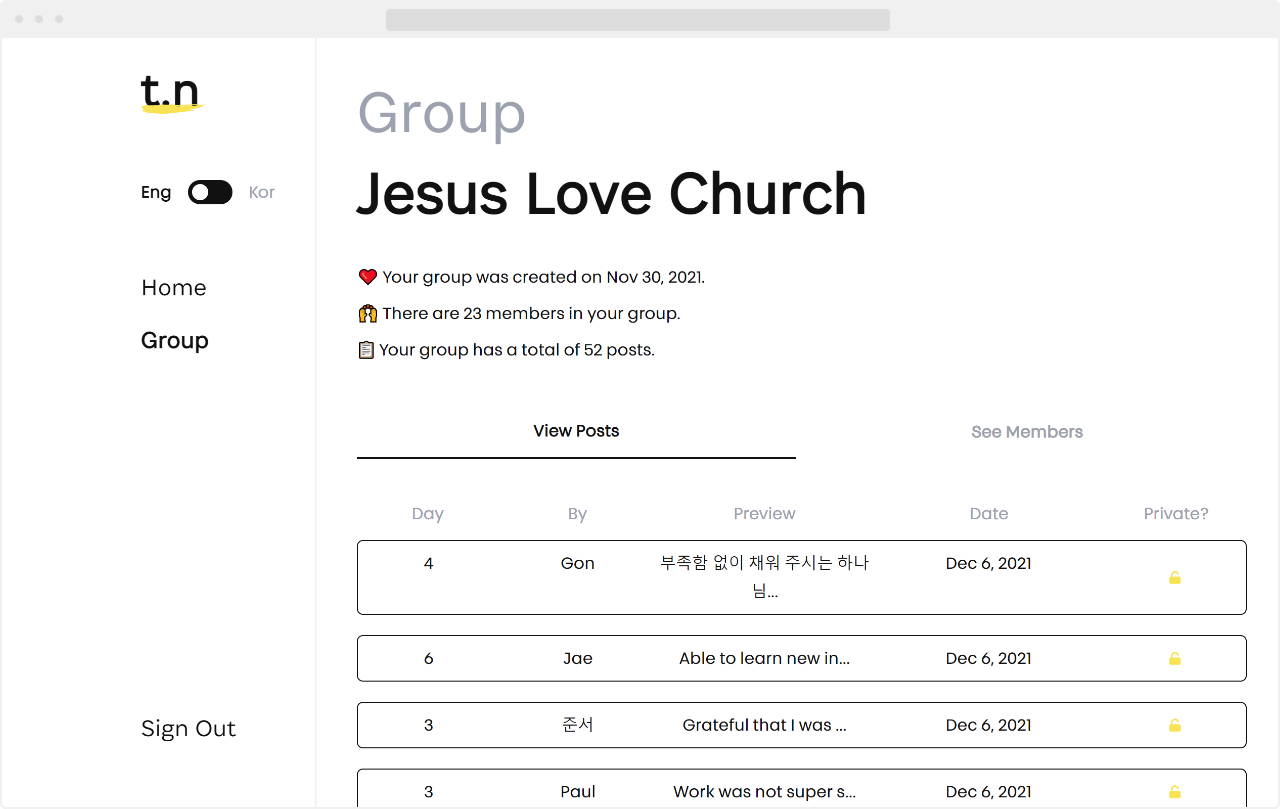 t.n
Eng Kor
Home
Group
Sign Out
Group
Jesus Love Church
Your group was created on Nov 30, 2021.
There are 23 members in your group.
Your group has a total of 52 posts.
View Posts See Members
Day By Preview Date Private?
4 Gon 부족함 없이 채워 주시는 하나 Dec 6, 2021
님...
6 Jae Able to learn new in... Dec 6, 2021
3 준서 Grateful that I was ... Dec 6, 2021
3 Paul Work was not super s... Dec 6, 2021